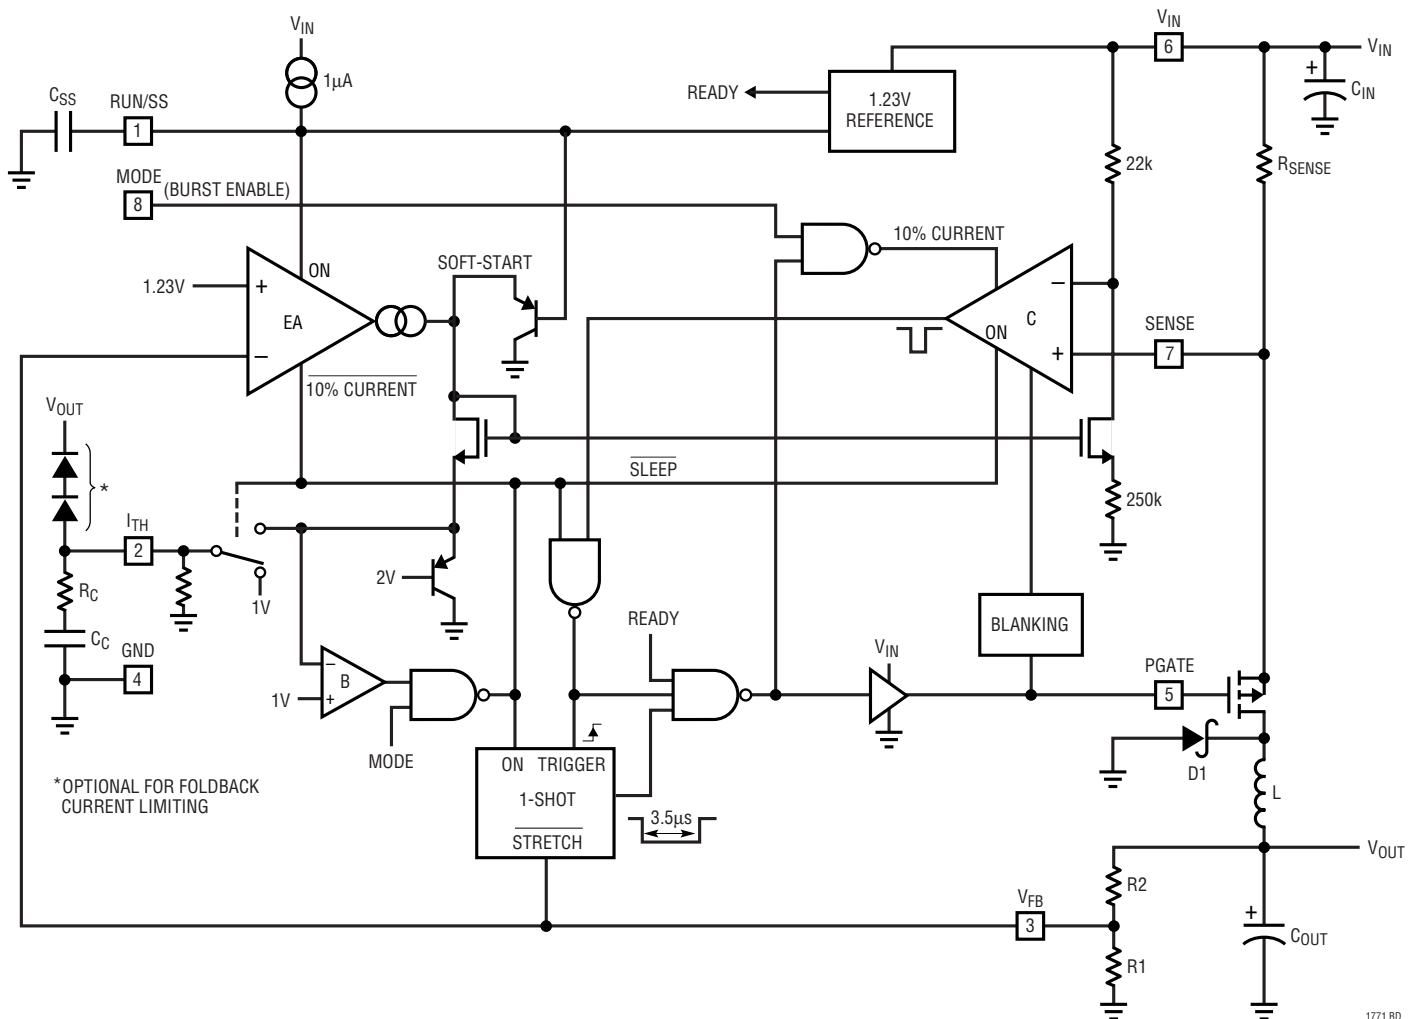 VIN
1μA
CSS
RUN/SS
1
MODE
(BURST ENABLE)
8
READY
1.23V
REFERENCE
VIN
6
VIN
+
CIN
22k
RSENSE
10% CURRENT
ON
1.23V
+
EA
−
SOFT-START
10% CURRENT
−
C
ON
+
SENSE
7
VOUT
*
SLEEP
250k
ITH
2
1V
2V
RC
CC
GND
4
−
B
+
1V
MODE
READY
VIN
BLANKING
PGATE
5
D1
L
ON TRIGGER
1-SHOT
STRETCH
3.5μs
*OPTIONAL FOR FOLDBACK
CURRENT LIMITING
VOUT
R2
VFB
3
R1
+
COUT
1771 BD